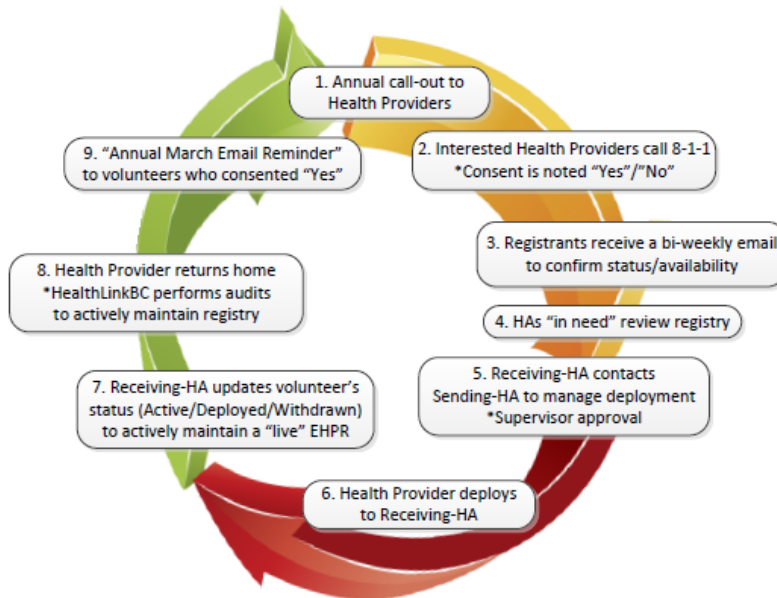 1. Annual call-out to
Health Providers
2. Interested Health Providers call 8-1-1
*Consent is noted “Yes”/”No”
3. Registrants receive a bi-weekly email
to confirm status/availability
4. HAs “in need” review registry
5. Receiving-HA contacts
Sending-HA to manage deployment
*Supervisor approval
6. Health Provider deploys
to Receiving-HA
7. Receiving-HA updates volunteer’s
status (Active/Deployed/Withdrawn)
to actively maintain a “live” EHPR
8. Health Provider returns home
*HealthLinkBC performs audits
to actively maintain registry
9. “Annual March Email Reminder”
to volunteers who consented “Yes”